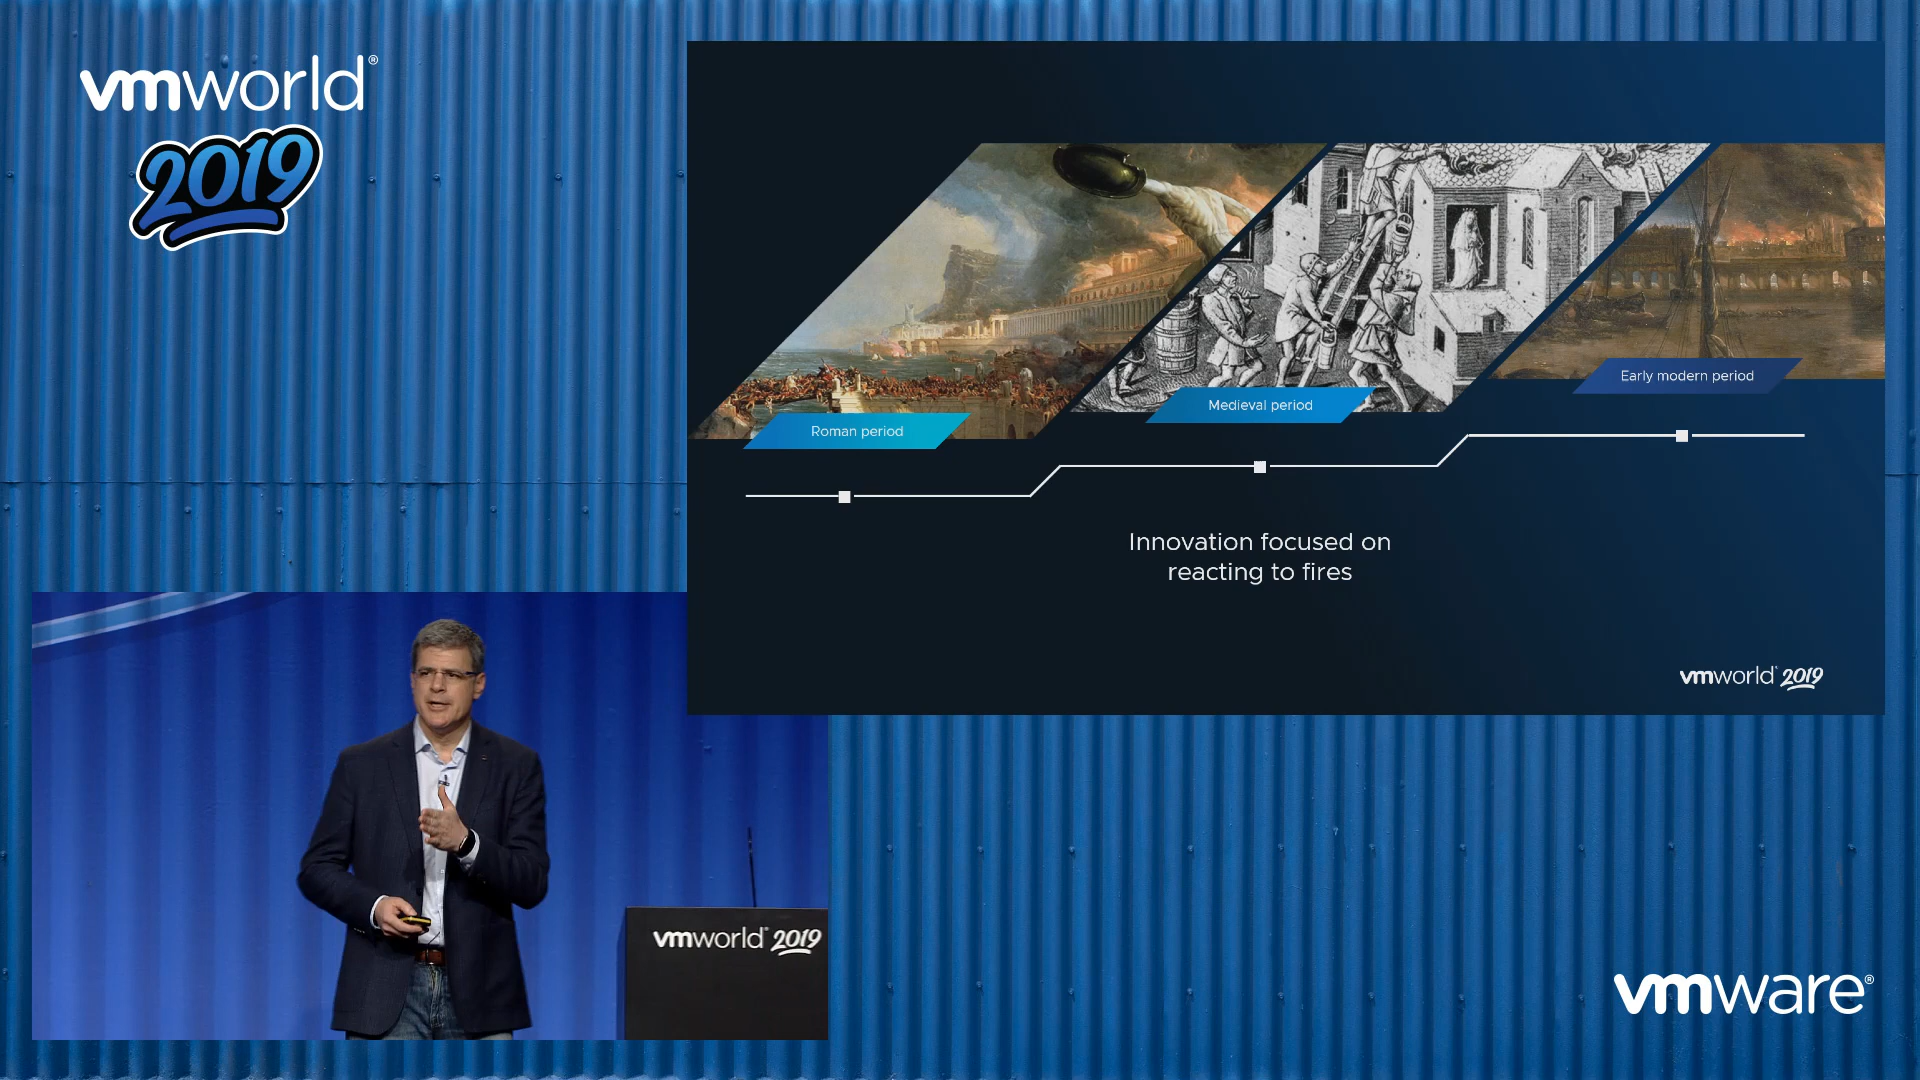 vmworld®
2019
Roman period
Medieval period
Early modern period
Innovation focused on
reacting to fires
vmworld® 2019
vmworld® 2019
vmware®